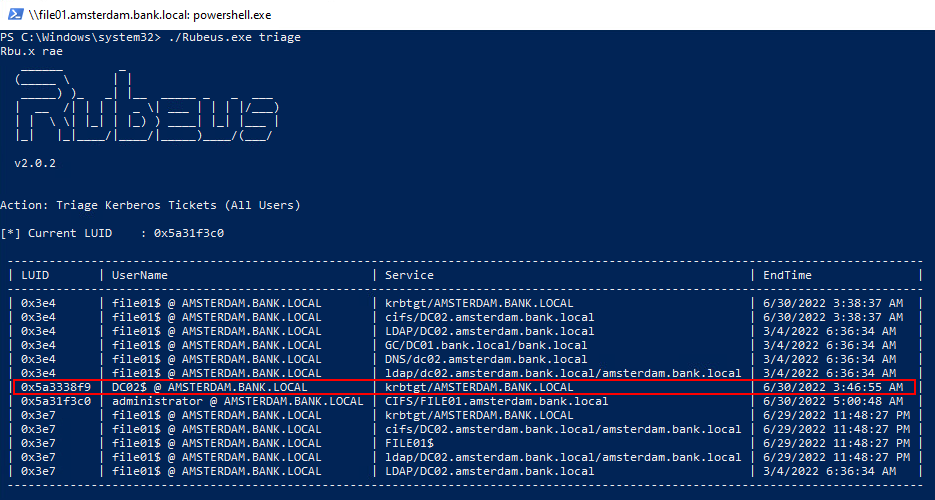 \\file01.amsterdam.bank.local: powershell.exe
PS C:\Windows\system32> ./Rubeus.exe triage
Rbu.x rae
Rubeus
v2.0.2
Action: Triage Kerberos Tickets (All Users)
[*] Current LUID    : 0x5a31f3c0
| LUID | UserName | Service | EndTime |
| 0x3e4 | file01$ @ AMSTERDAM.BANK.LOCAL | krbtgt/AMSTERDAM.BANK.LOCAL | 6/30/2022 3:38:37 AM |
| 0x3e4 | file01$ @ AMSTERDAM.BANK.LOCAL | cifs/DC02.amsterdam.bank.local | 6/30/2022 3:38:37 AM |
| 0x3e4 | file01$ @ AMSTERDAM.BANK.LOCAL | LDAP/DC02.amsterdam.bank.local | 3/4/2022 6:36:34 AM |
| 0x3e4 | file01$ @ AMSTERDAM.BANK.LOCAL | GC/DC01.bank.local/bank.local | 3/4/2022 6:36:34 AM |
| 0x3e4 | file01$ @ AMSTERDAM.BANK.LOCAL | DNS/dc02.amsterdam.bank.local | 3/4/2022 6:36:34 AM |
| 0x3e4 | file01$ @ AMSTERDAM.BANK.LOCAL | ldap/dc02.amsterdam.bank.local/amsterdam.bank.local | 3/4/2022 6:36:34 AM |
| 0x5a3338f9 | DC02$ @ AMSTERDAM.BANK.LOCAL | krbtgt/AMSTERDAM.BANK.LOCAL | 6/30/2022 3:46:55 AM |
| 0x5a31f3c0 | administrator @ AMSTERDAM.BANK.LOCAL | CIFS/FILE01.amsterdam.bank.local | 6/30/2022 5:00:48 AM |
| 0x3e7 | file01$ @ AMSTERDAM.BANK.LOCAL | krbtgt/AMSTERDAM.BANK.LOCAL | 6/29/2022 11:48:27 PM |
| 0x3e7 | file01$ @ AMSTERDAM.BANK.LOCAL | cifs/DC02.amsterdam.bank.local/amsterdam.bank.local | 6/29/2022 11:48:27 PM |
| 0x3e7 | file01$ @ AMSTERDAM.BANK.LOCAL | FILE01$ | 6/29/2022 11:48:27 PM |
| 0x3e7 | file01$ @ AMSTERDAM.BANK.LOCAL | ldap/DC02.amsterdam.bank.local/amsterdam.bank.local | 6/29/2022 11:48:27 PM |
| 0x3e7 | file01$ @ AMSTERDAM.BANK.LOCAL | LDAP/DC02.amsterdam.bank.local | 3/4/2022 6:36:34 AM |